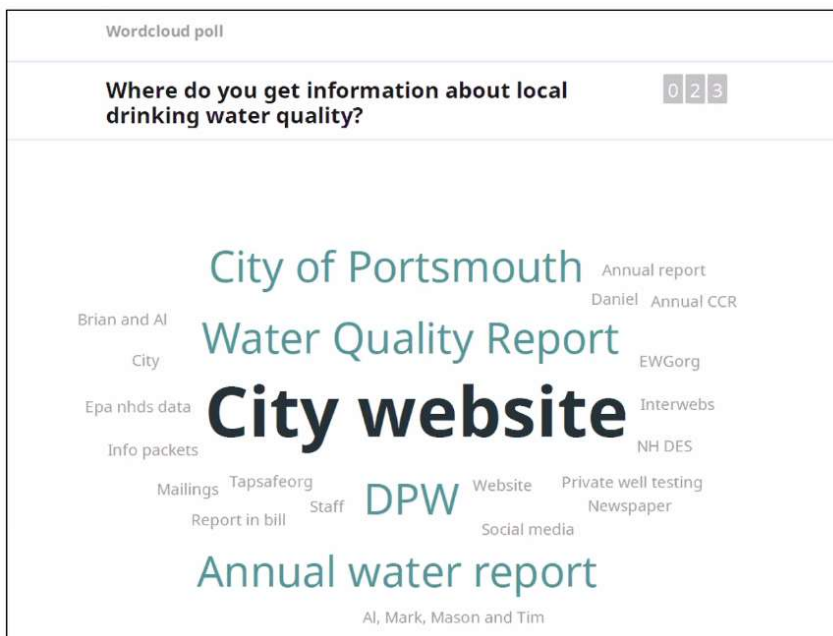 Wordcloud poll
Where do you get information about local
drinking water quality?
0 2 3
City of Portsmouth
Annual report
Daniel
Annual CCR
Brian and Al
Water Quality Report
City
EWGorg
Epa nhds data
City website
Interwebs
Info packets
NH DES
Mailings
Tapsafeorg
Staff
DPW
Website
Private well testing
Report in bill
Newspaper
Social media
Annual water report
Al, Mark, Mason and Tim